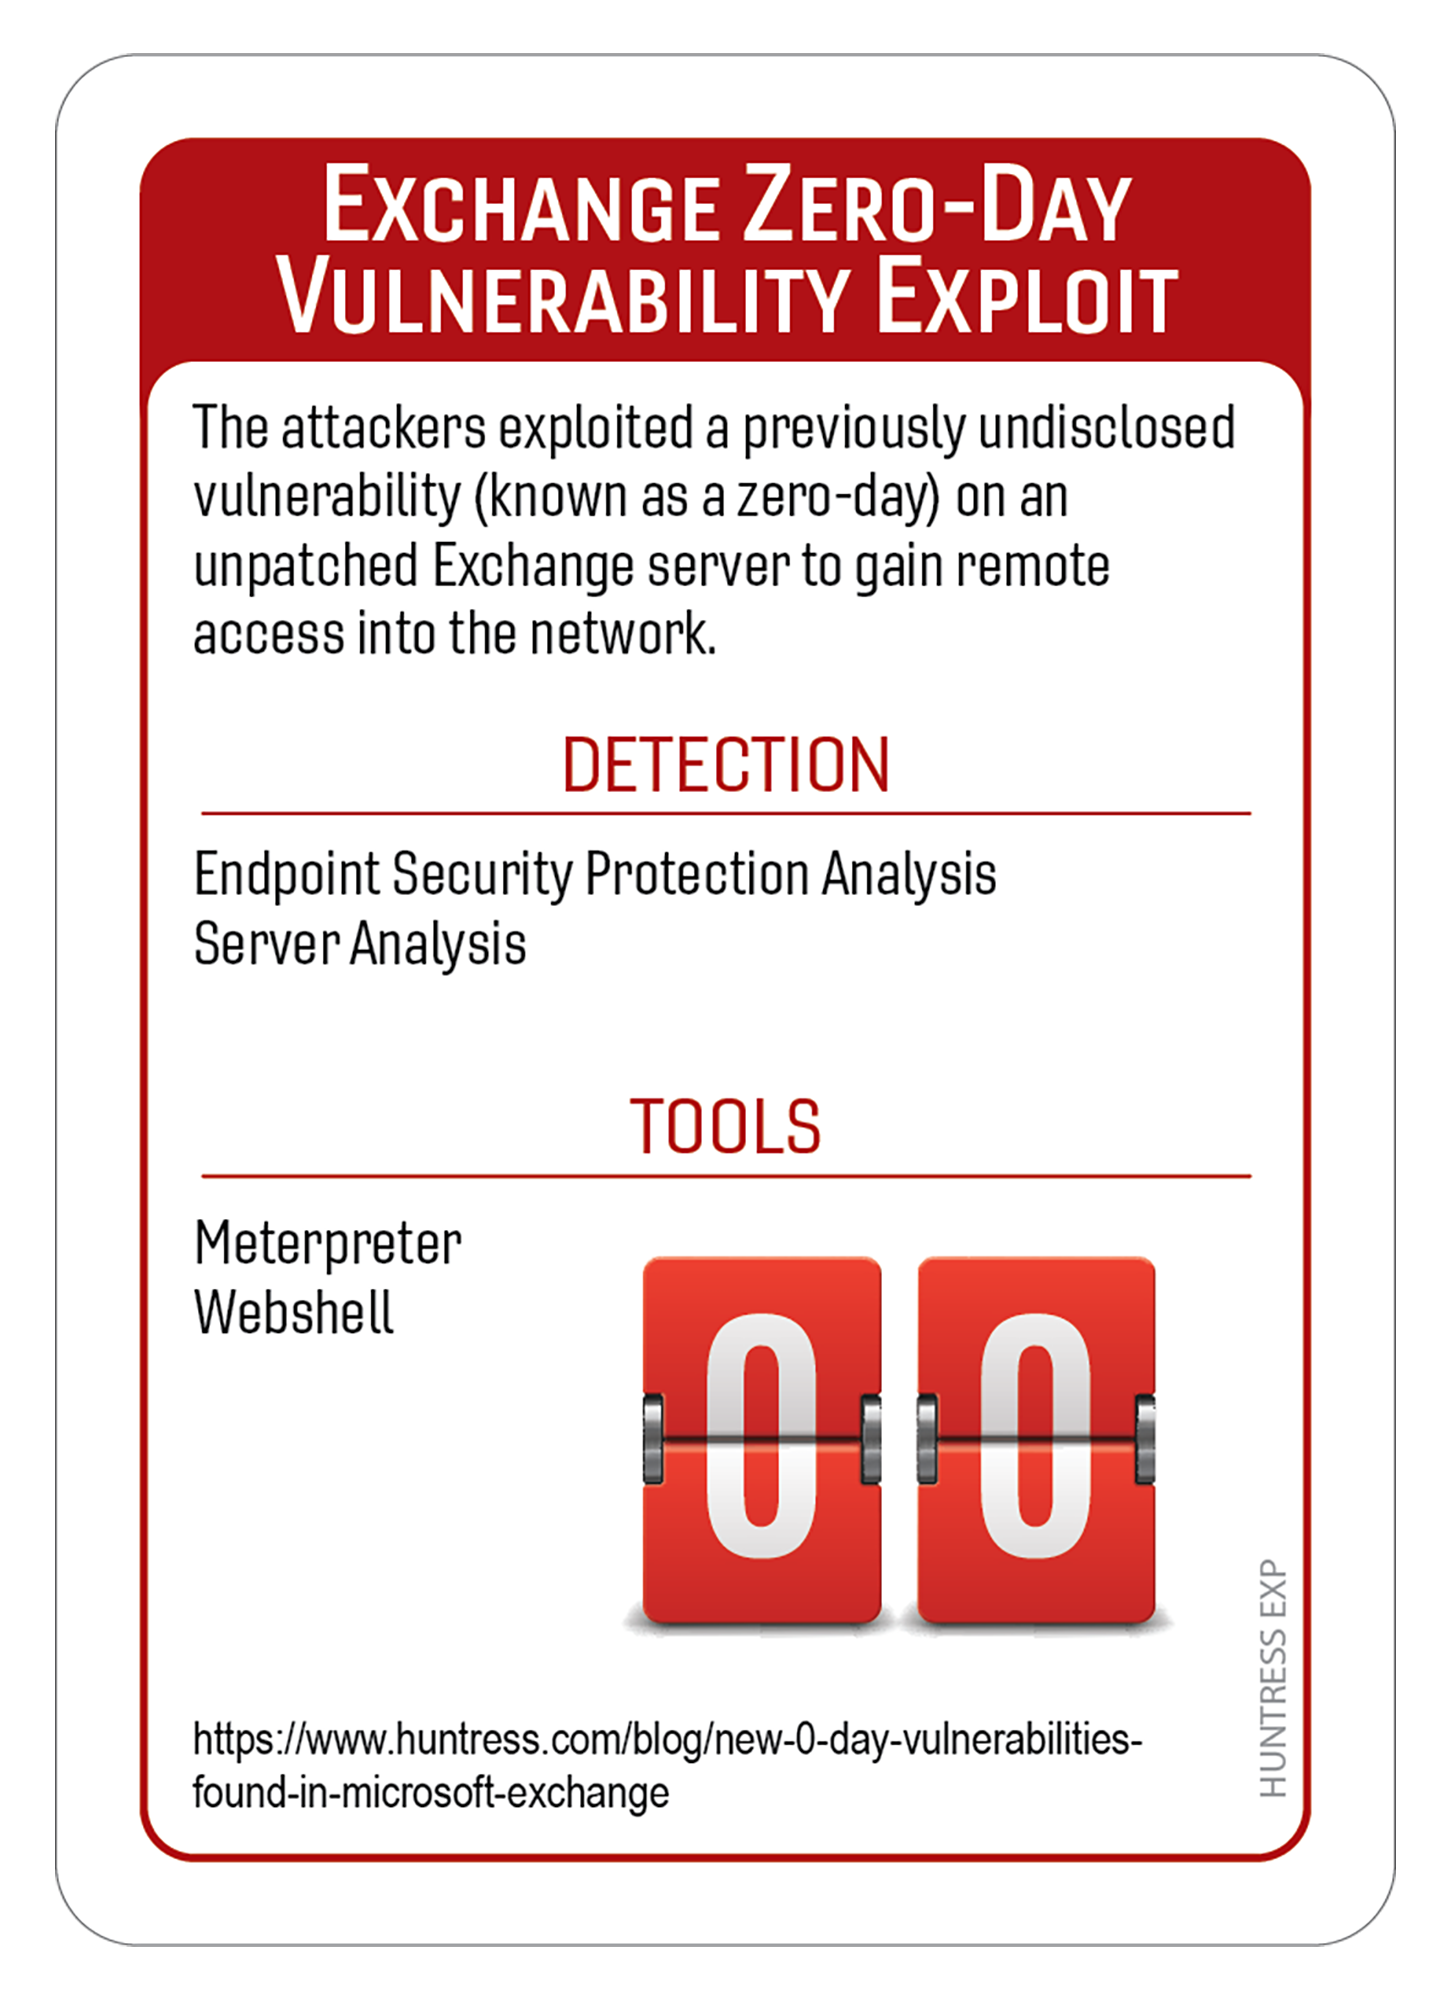 Exchange Zero-Day
Vulnerability Exploit
The attackers exploited a previously undisclosed
vulnerability (known as a zero-day) on an
unpatched Exchange server to gain remote
access into the network.
DETECTION
Endpoint Security Protection Analysis
Server Analysis
TOOLS
Meterpreter
Webshell
0 0
HUNTRESS EXP
https://www.huntress.com/blog/new-0-day-vulnerabilities-
found-in-microsoft-exchange